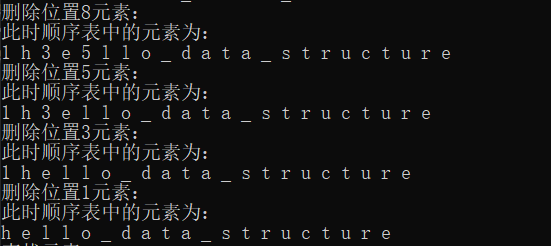 删除位置8元素:
此时顺序表中的元素为:
1 h 3 e 5 l l o _ d a t a _ s t r u c t u r e
删除位置5元素:
此时顺序表中的元素为:
1 h 3 e l l o _ d a t a _ s t r u c t u r e
删除位置3元素:
此时顺序表中的元素为:
1 h e l l o _ d a t a _ s t r u c t u r e
删除位置1元素:
此时顺序表中的元素为:
h e l l o _ d a t a _ s t r u c t u r e